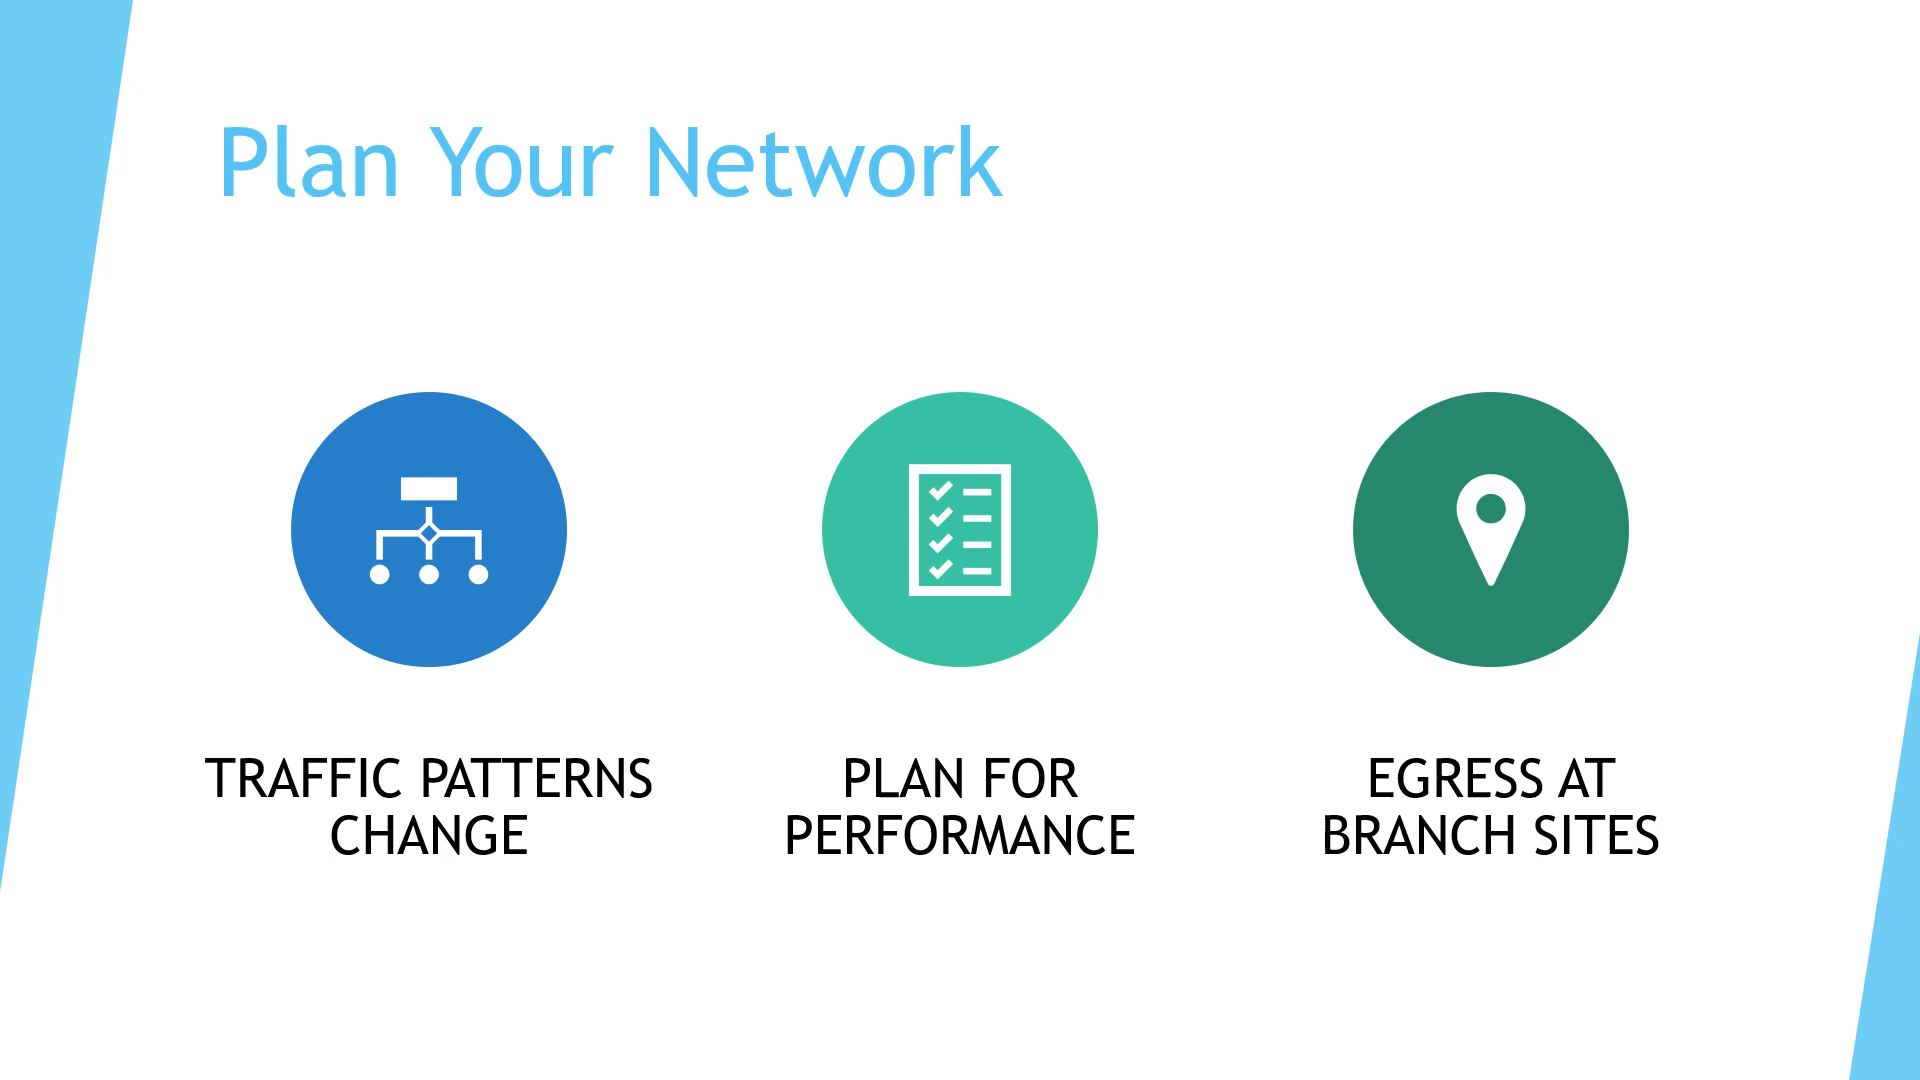 Plan Your Network
TRAFFIC PATTERNS
CHANGE
PLAN FOR
PERFORMANCE
EGRESS AT
BRANCH SITES